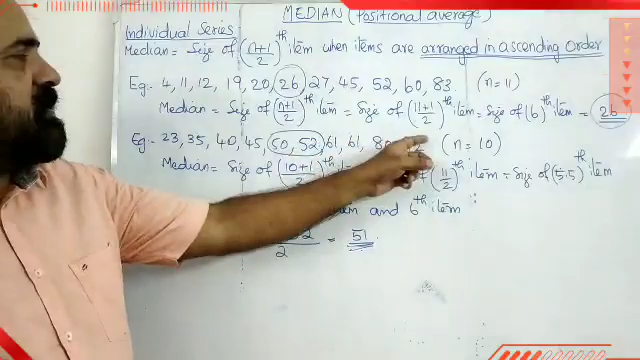 MEDIAN (Positional average)
Individual Series
Median = Size of (n+1/2)th item when items are arranged in Ascending Order
Eg:- 4, 11, 12, 19, 20, 26, 27, 45, 52, 60, 83 (n = 11)
Median = Size of (n+1/2)th item = Size of (11+1/2)th item = Size of (6)th item = 26
Eg:- 23, 35, 40, 45, 50, 52, 61, 61, 80 (n = 10)
Median = Size of (10+1/2)th (11/2)th item = Size of (5.5)th item
and 6th item
2 = 51